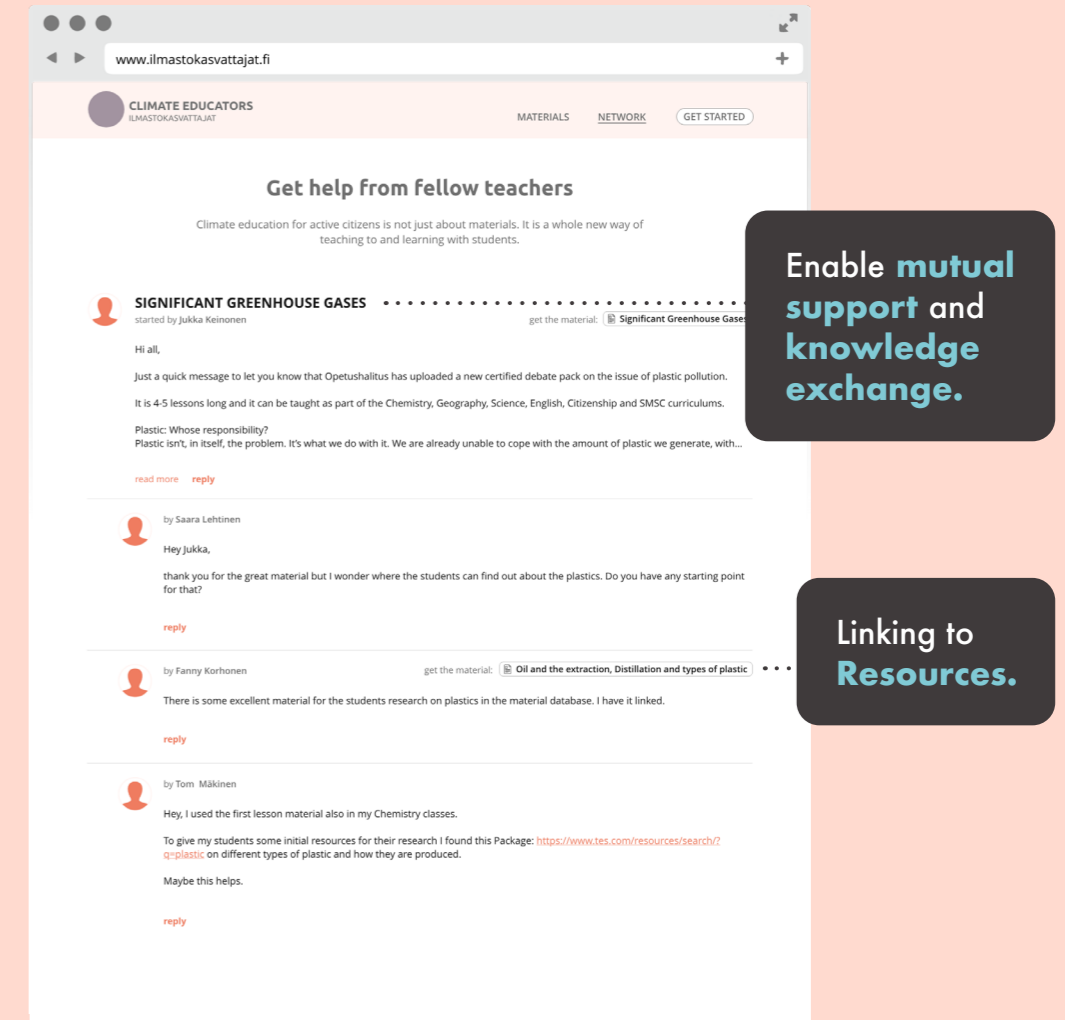 www.ilmastokasvattajat.fi
CLIMATE EDUCATORS
ILMASTOKASVATTAJAT
MATERIALS NETWORK GET STARTED
Get help from fellow teachers
Climate education for active citizens is not just about materials. It is a whole new way of
teaching to and learning with students.
SIGNIFICANT GREENHOUSE GASES
started by Jukka Keinonen
get the material: Significant Greenhouse Gases
Hi all,
Just a quick message to let you know that Opetushalitus has uploaded a new certified debate pack on the issue of plastic pollution.
It is 4-5 lessons long and it can be taught as part of the Chemistry, Geography, Science, English, Citizenship and SMSC curriculums.
Plastic: Whose responsibility?
Plastic isn't, in itself, the problem. It's what we do with it. We are already unable to cope with the amount of plastic we generate, with...
read more reply
Enable mutual
support and
knowledge
exchange.
by Saara Lehtinen
Hey Jukka,
thank you for the great material but I wonder where the students can find out about the plastics. Do you have any starting point
for that?
reply
by Fanny Korhonen
get the material: Oil and the extraction, Distillation and types of plastic
There is some excellent material for the students research on plastics in the material database. I have it linked.
reply
Linking to
Resources.
by Tom Mäkinen
Hey, I used the first lesson material also in my Chemistry classes.
To give my students some initial resources for their research I found this Package: https://www.tes.com/resources/search/?
q=plastic on different types of plastic and how they are produced.
Maybe this helps.
reply